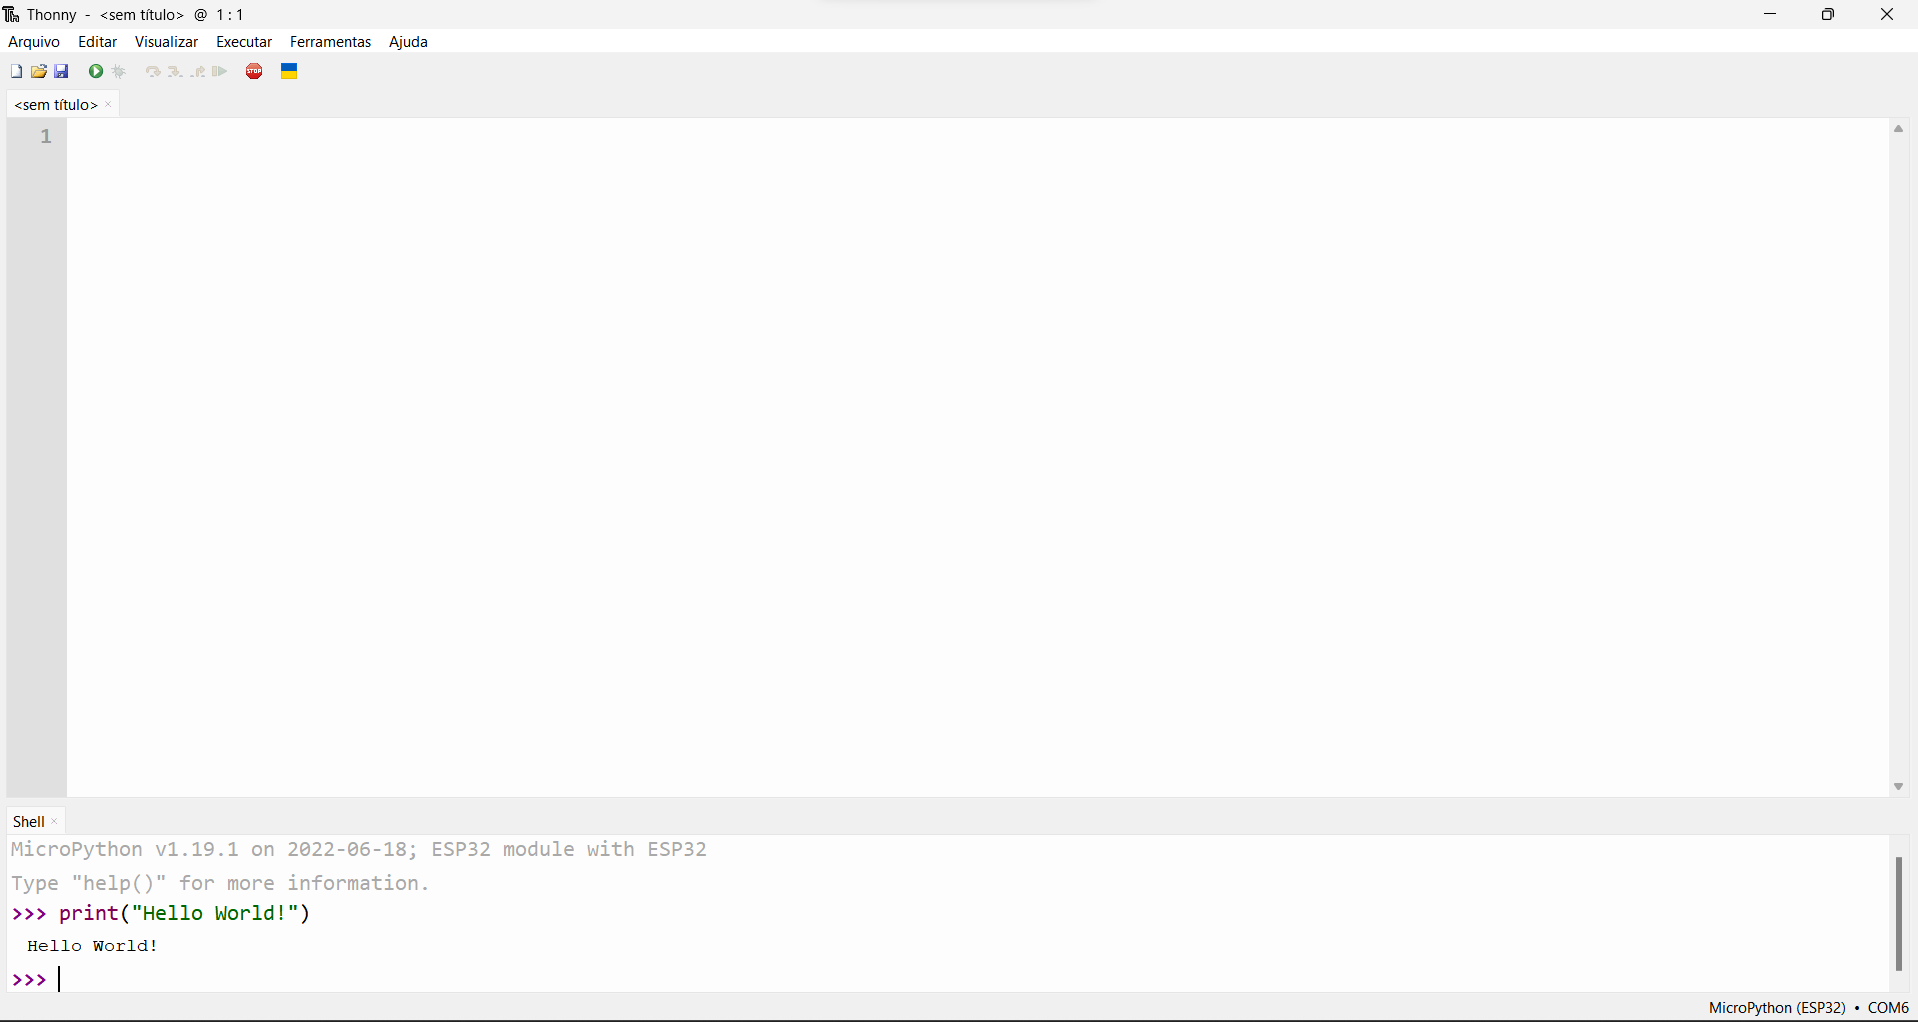 Thonny - <sem título> @ 1:1
Arquivo Editar Visualizar Executar Ferramentas Ajuda
STOP
<sem título>
1
Shell
MicroPython v1.19.1 on 2022-06-18; ESP32 module with ESP32
Type "help()" for more information.
>>> print("Hello World!")
Hello World!
>>>
MicroPython (ESP32) • COM6